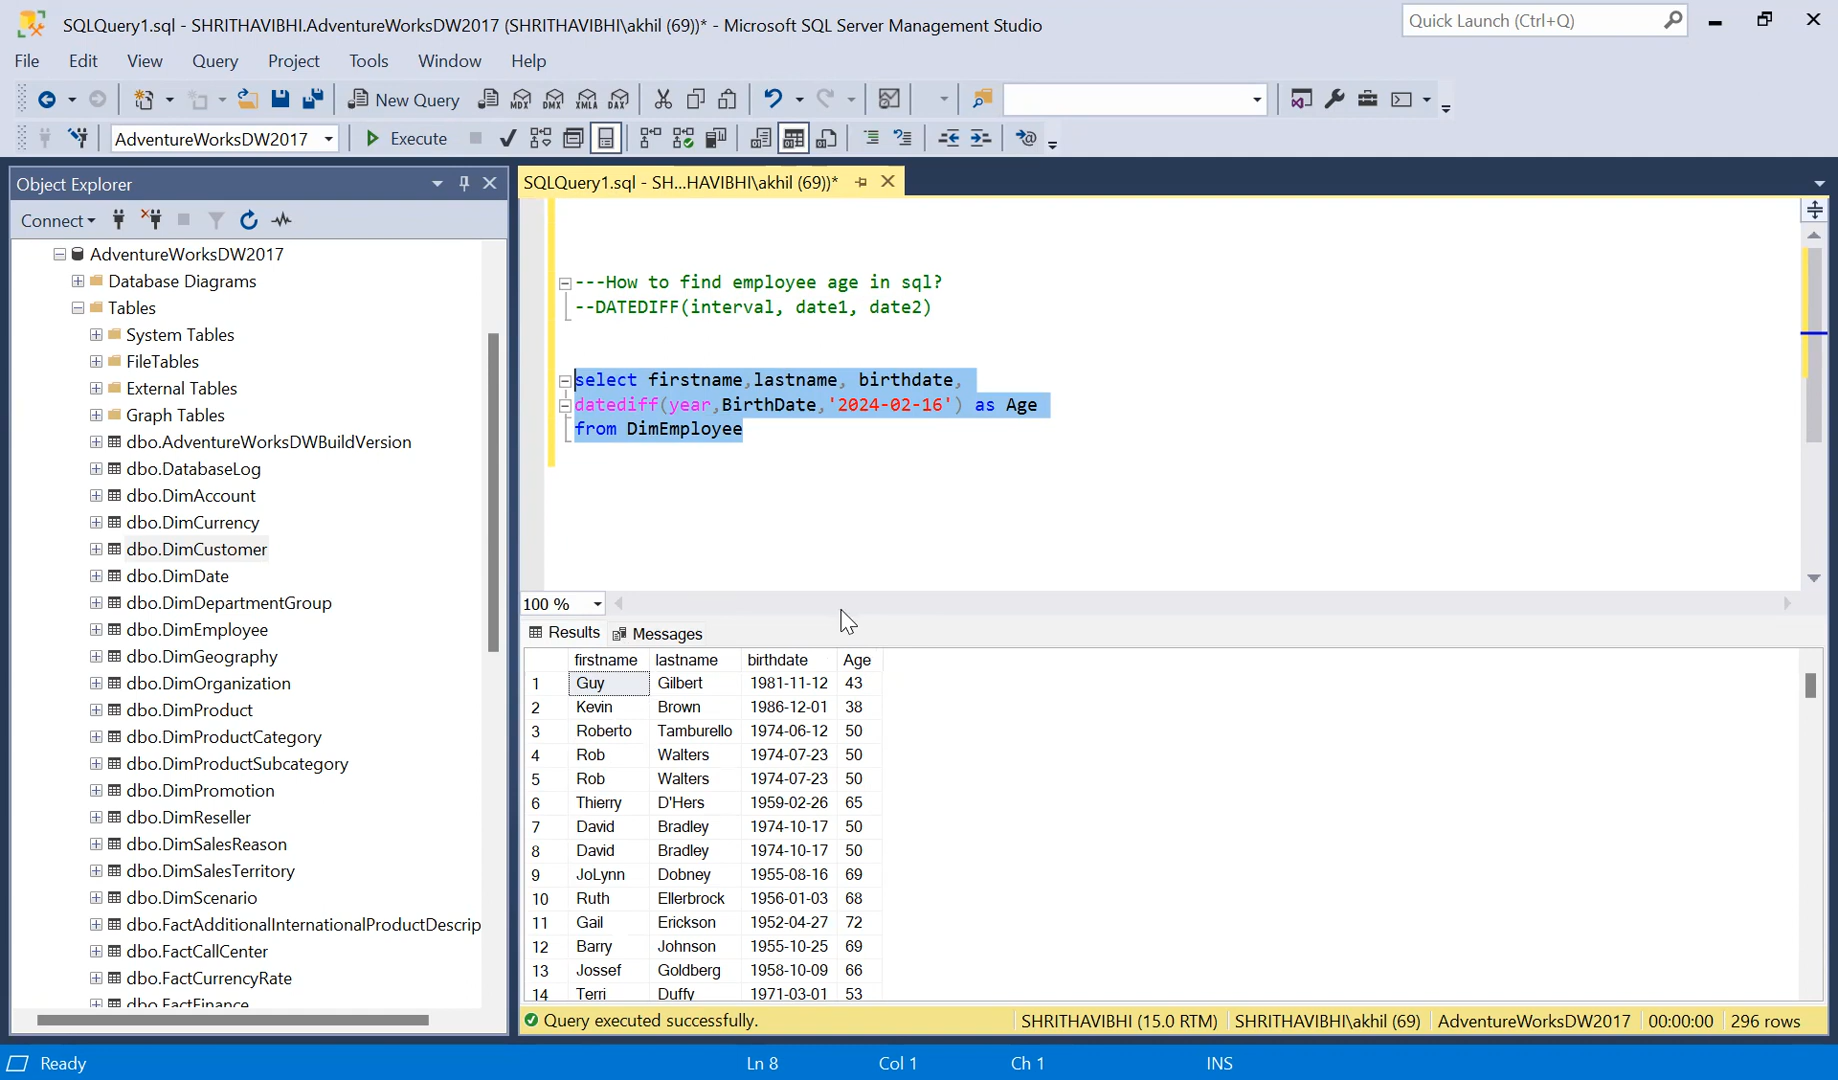 SQLQuery1.sql - SHRITHAVIBHI.AdventureWorksDW2017 (SHRITHAVIBHI\akhil (69))* - Microsoft SQL Server Management Studio
Quick Launch (Ctrl+Q)
File Edit View Query Project Tools Window Help
New Query MDX DMX XMLA DAX
AdventureWorksDW2017 Execute
Object Explorer
Connect
AdventureWorksDW2017
Database Diagrams
Tables
System Tables
FileTables
External Tables
Graph Tables
dbo.AdventureWorksDWBuildVersion
dbo.DatabaseLog
dbo.DimAccount
dbo.DimCurrency
dbo.DimCustomer
dbo.DimDate
dbo.DimDepartmentGroup
dbo.DimEmployee
dbo.DimGeography
dbo.DimOrganization
dbo.DimProduct
dbo.DimProductCategory
dbo.DimProductSubcategory
dbo.DimPromotion
dbo.DimReseller
dbo.DimSalesReason
dbo.DimSalesTerritory
dbo.DimScenario
dbo.FactAdditionalInternationalProductDescrip
dbo.FactCallCenter
dbo.FactCurrencyRate
dbo.FactFinance
SQLQuery1.sql - SH...HAVIBHI\akhil (69))*
---How to find employee age in sql?
--DATEDIFF(interval, date1, date2)
select firstname,lastname, birthdate,
datediff(year,BirthDate,'2024-02-16') as Age
from DimEmployee
100 %
Results Messages
firstname lastname birthdate Age
1 Guy Gilbert 1981-11-12 43
2 Kevin Brown 1986-12-01 38
3 Roberto Tamburello 1974-06-12 50
4 Rob Walters 1974-07-23 50
5 Rob Walters 1974-07-23 50
6 Thierry D'Hers 1959-02-26 65
7 David Bradley 1974-10-17 50
8 David Bradley 1974-10-17 50
9 JoLynn Dobney 1955-08-16 69
10 Ruth Ellerbrock 1956-01-03 68
11 Gail Erickson 1952-04-27 72
12 Barry Johnson 1955-10-25 69
13 Jossef Goldberg 1958-10-09 66
14 Terri Duffy 1971-03-01 53
Query executed successfully. SHRITHAVIBHI (15.0 RTM) SHRITHAVIBHI\akhil (69) AdventureWorksDW2017 00:00:00 296 rows
Ready Ln 8 Col 1 Ch 1 INS